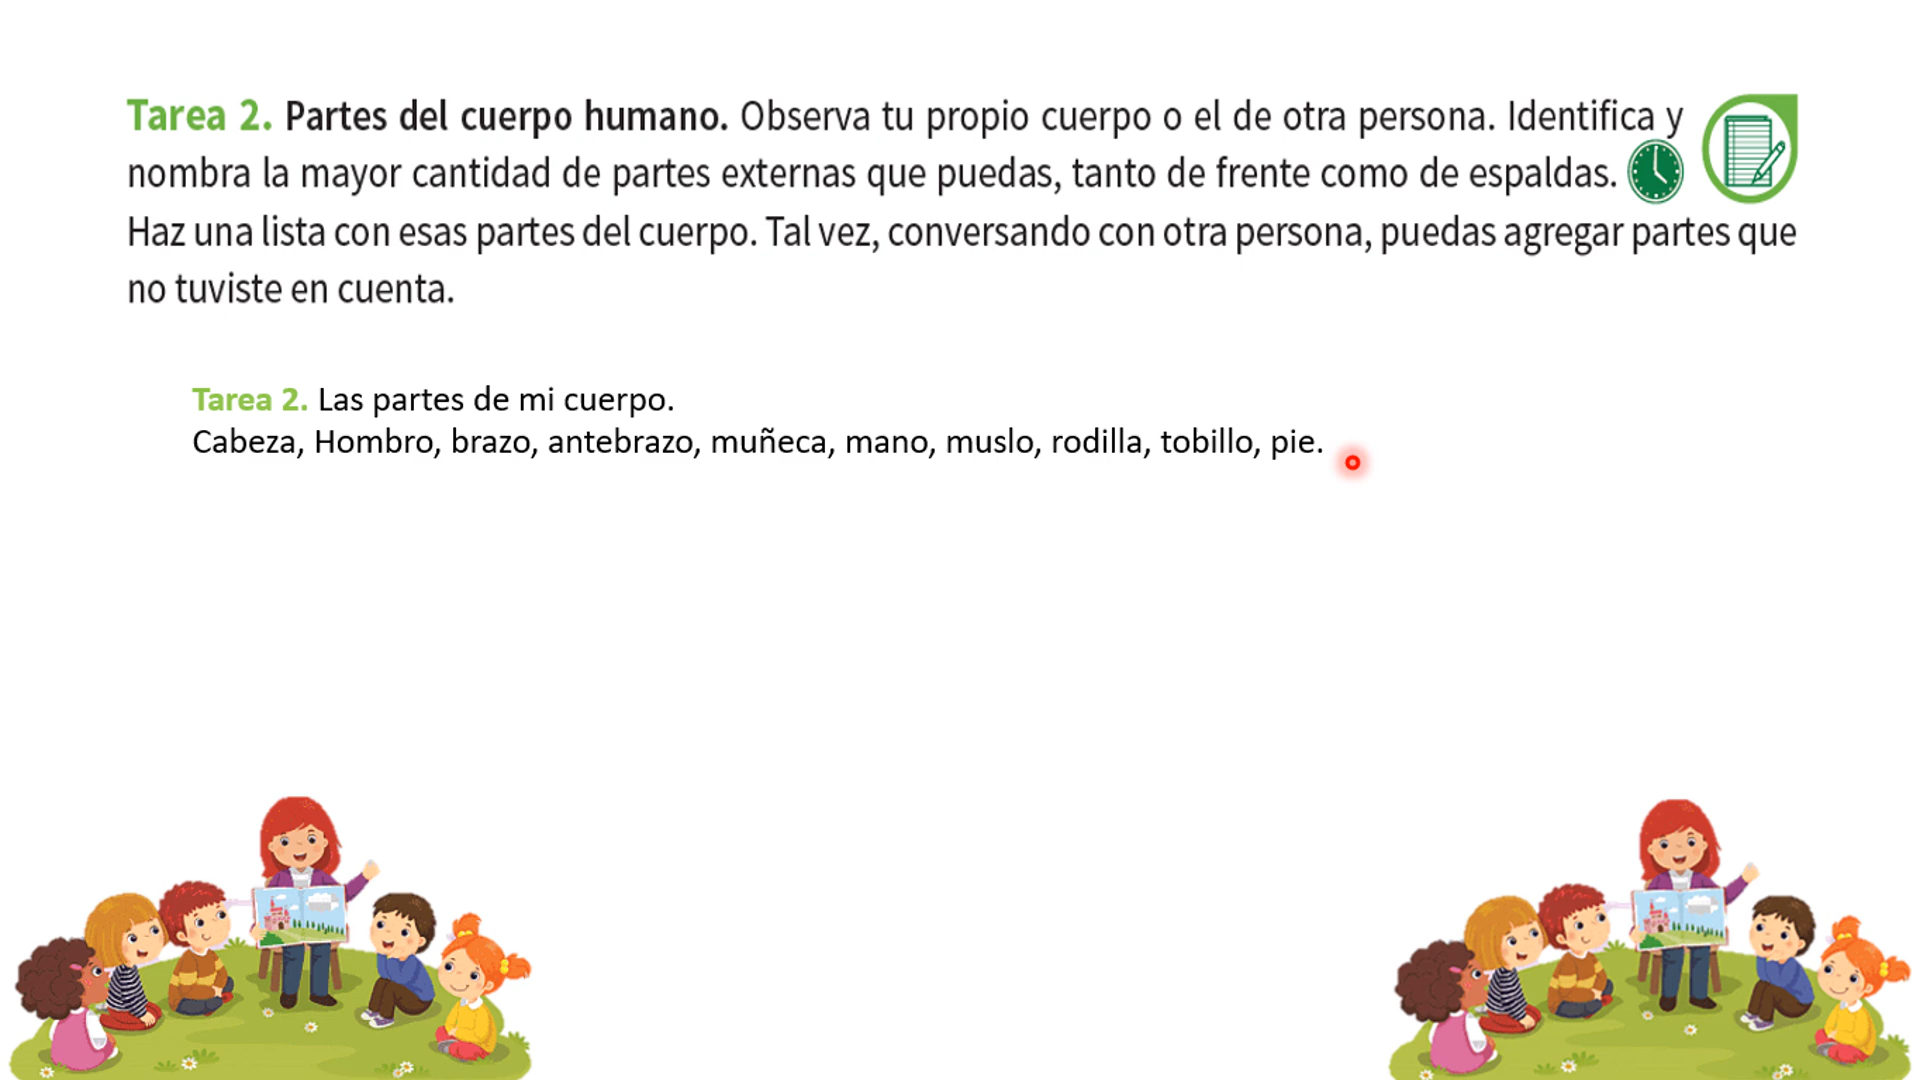 Tarea 2. Partes del cuerpo humano. Observa tu propio cuerpo o el de otra persona. Identifica y
nombra la mayor cantidad de partes externas que puedas, tanto de frente como de espaldas.
Haz una lista con esas partes del cuerpo. Tal vez, conversando con otra persona, puedas agregar partes que
no tuviste en cuenta.
Tarea 2. Las partes de mi cuerpo.
Cabeza, Hombro, brazo, antebrazo, muñeca, mano, muslo, rodilla, tobillo, pie.